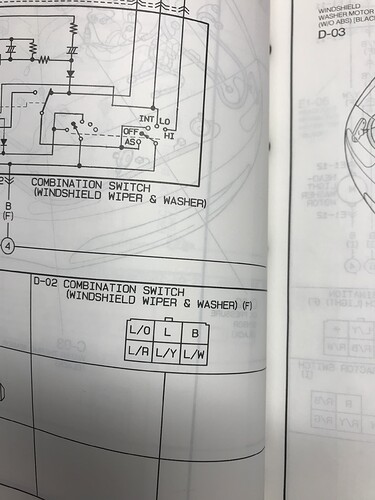 INT LO
HI
OFF
AS
COMBINATION SWITCH
(WINDSHIELD WIPER & WASHER)
B
(F)
4
D-02 COMBINATION SWITCH
(WINDSHIELD WIPER & WASHER) (F)
L/O L B
L/R L/Y L/W
WINDSHIELD
WASHER MOTOR
(W/O ABS)
D-03